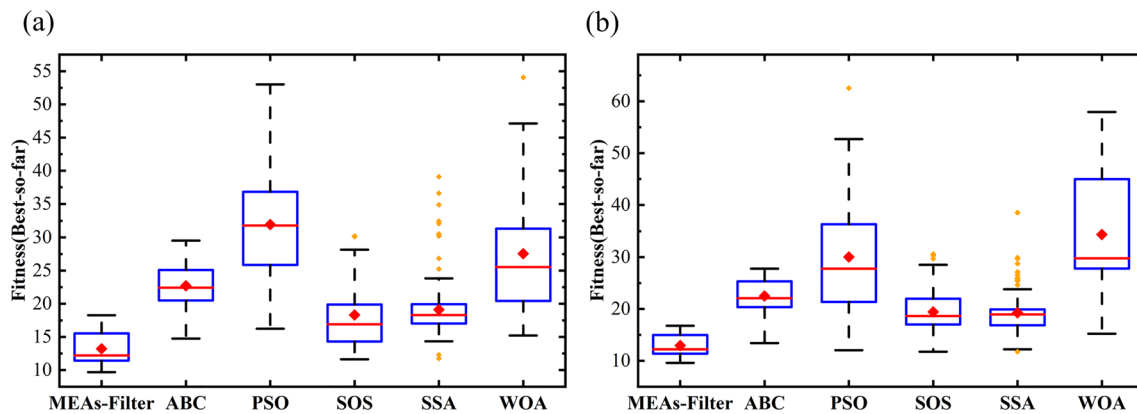 (a)
55
50
45
40
35
30
25
20
15
10
Fitness(Best-so-far)
MEAs-Filter ABC PSO SOS SSA WOA
(b)
60
50
40
30
20
10
Fitness(Best-so-far)
MEAs-Filter ABC PSO SOS SSA WOA